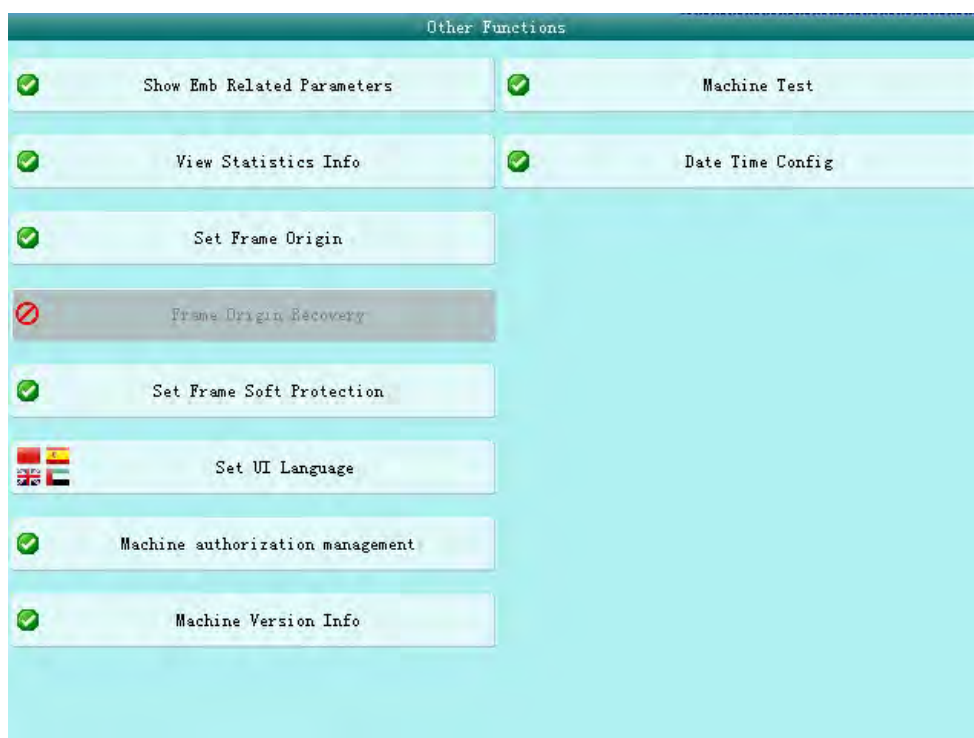 Other Functions
Show Emb Related Parameters
Machine Test
View Statistics Info
Date Time Config
Set Frame Origin
Frame Origin Recovery
Set Frame Soft Protection
Set UI Language
Machine authorization management
Machine Version Info